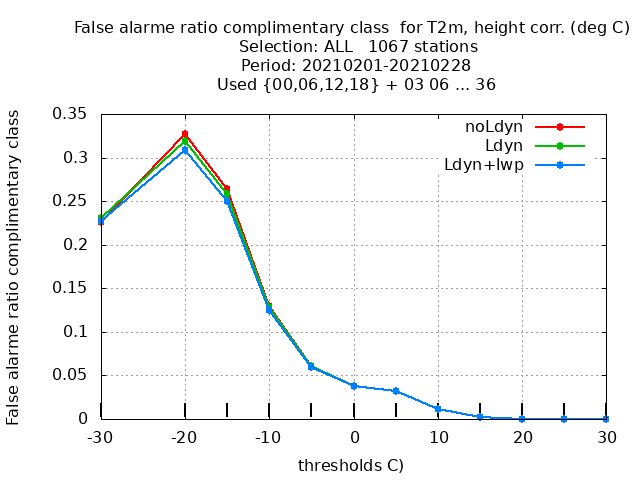 False alarme ratio complimentary class  for T2m, height corr. (deg C)
Selection: ALL   1067 stations
Period: 20210201-20210228
Used {00,06,12,18} + 03 06 ... 36
False alarme ratio complimentary class
0.35
0.3
0.25
0.2
0.15
0.1
0.05
0
noLdyn
Ldyn
Ldyn+lwp
-30 -20 -10 0 10 20 30
thresholds C)